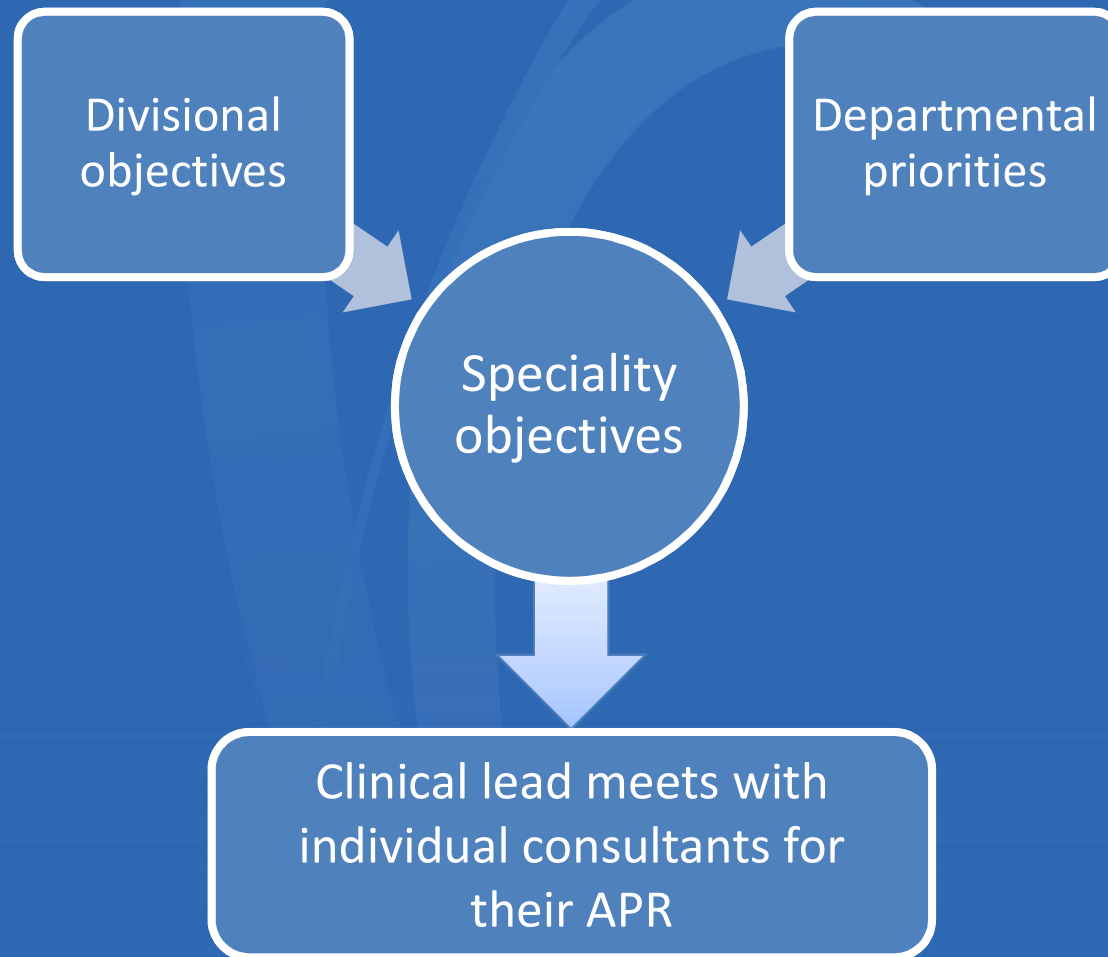 Divisional
objectives
Departmental
priorities
Speciality
objectives
Clinical lead meets with
individual consultants for
their APR